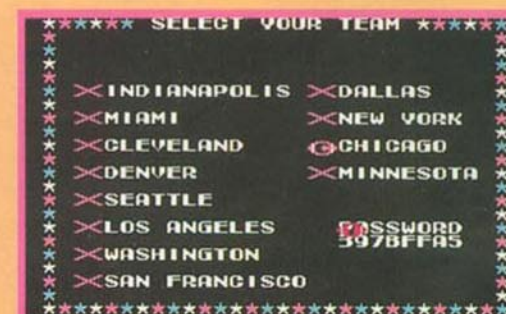 SELECT YOUR TEAM
INDIANAPOLIS
MIAMI
CLEVELAND
DENVER
SEATTLE
LOS ANGELES
WASHINGTON
SAN FRANCISCO
DALLAS
NEW YORK
CHICAGO
MINNESOTA
PASSWORD
397BFFA5